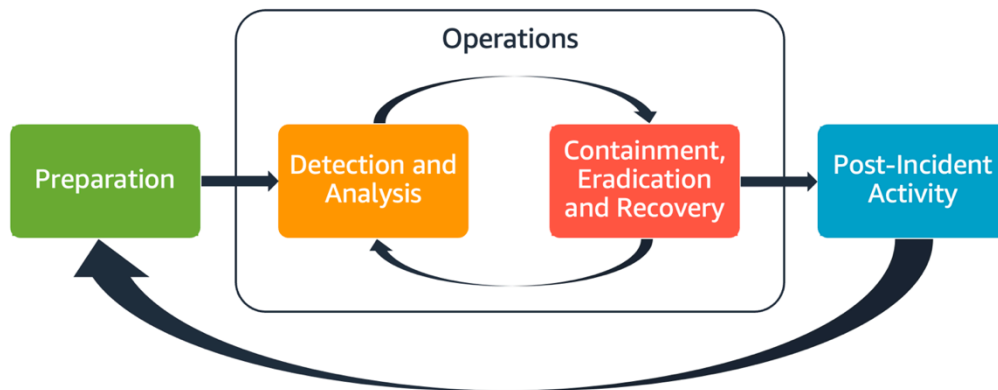 Operations
Preparation
Detection and
Analysis
Containment,
Eradication
and Recovery
Post-Incident
Activity